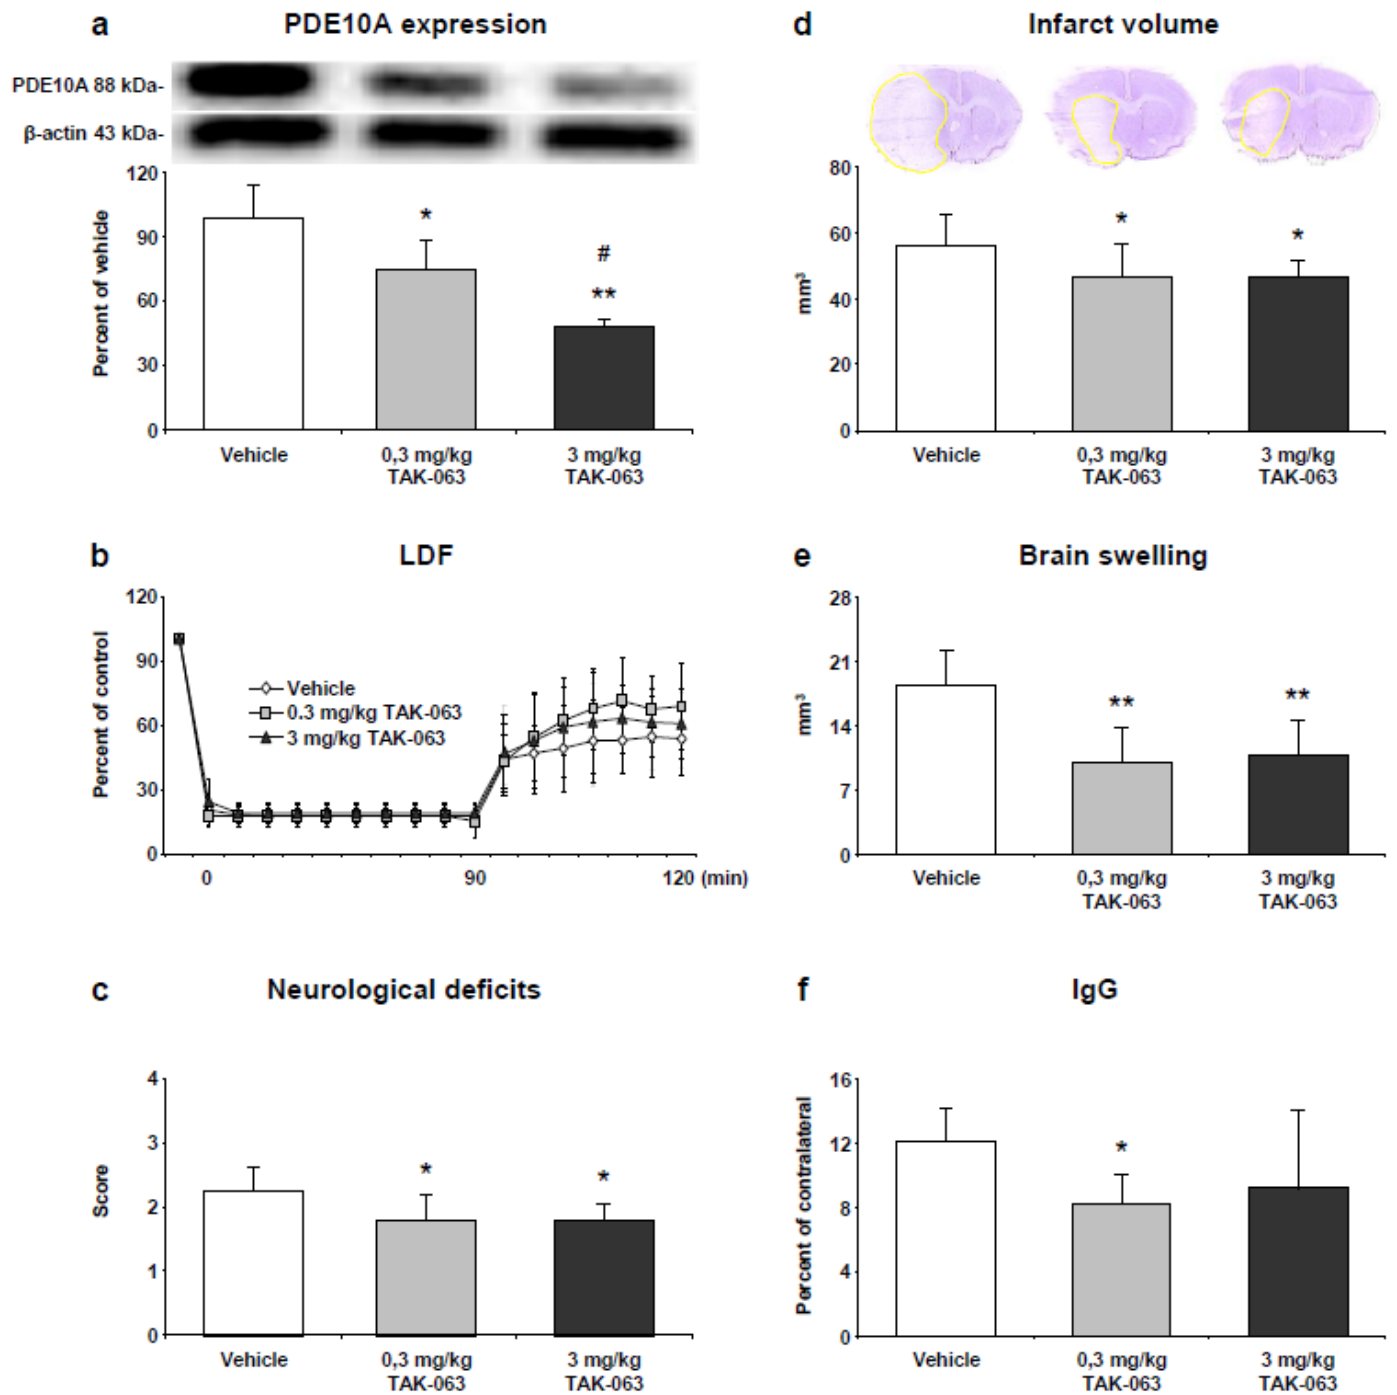 a PDE10A expression
PDE10A 88 kDa-
β-actin 43 kDa-
120
90
60
30
0
Percent of vehicle
*
#
**
Vehicle
0,3 mg/kg
TAK-063
3 mg/kg
TAK-063
b LDF
120
90
60
30
0
Percent of control
Vehicle
0.3 mg/kg TAK-063
3 mg/kg TAK-063
0 90 120 (min)
c Neurological deficits
4
3
2
1
0
Score
*
*
Vehicle
0,3 mg/kg
TAK-063
3 mg/kg
TAK-063
d Infarct volume
80
60
40
20
0
mm³
*
*
Vehicle
0,3 mg/kg
TAK-063
3 mg/kg
TAK-063
e Brain swelling
28
21
14
7
0
mm³
**
**
Vehicle
0,3 mg/kg
TAK-063
3 mg/kg
TAK-063
f IgG
16
12
8
4
0
Percent of contralateral
*
Vehicle
0,3 mg/kg
TAK-063
3 mg/kg
TAK-063